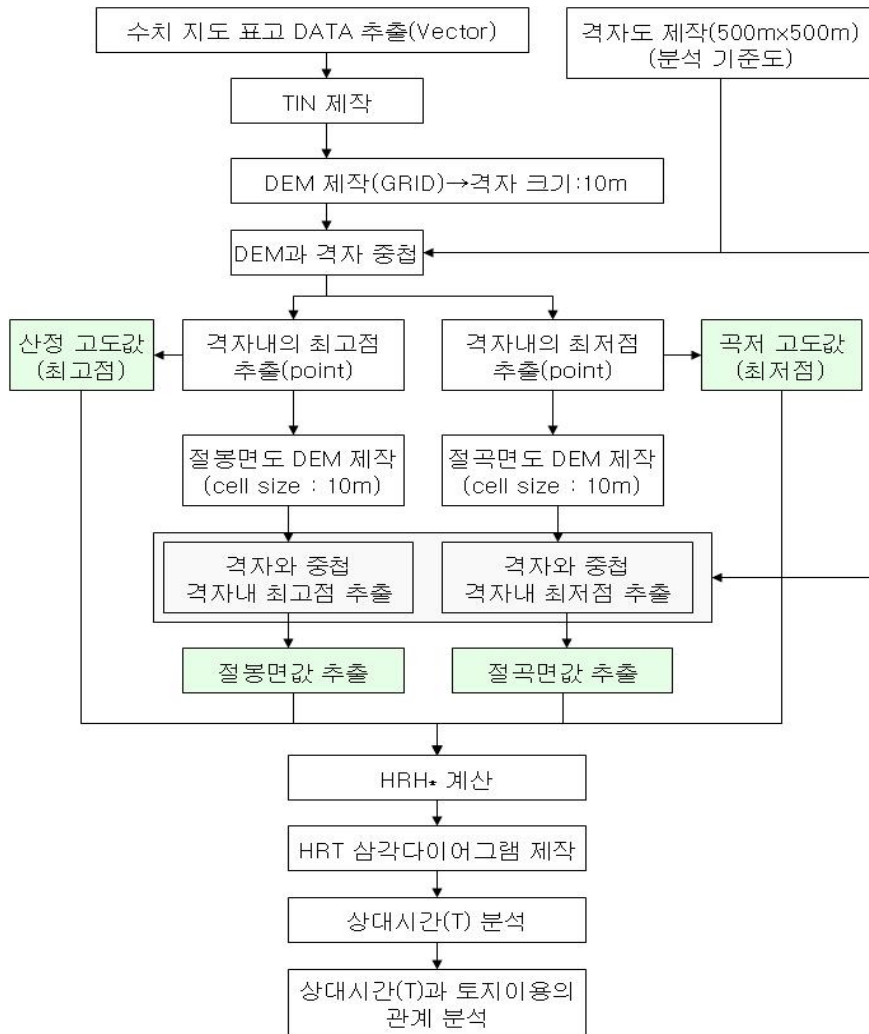 수치 지도 표고 DATA 추출(Vector)
격자도 제작(500mx500m)
(분석 기준도)
TIN 제작
DEM 제작(GRID)→격자 크기:10m
DEM과 격자 중첩
산정 고도값
(최고점)
격자내의 최고점
추출(point)
격자내의 최저점
추출(point)
곡저 고도값
(최저점)
절봉면도 DEM 제작
(cell size : 10m)
절곡면도 DEM 제작
(cell size : 10m)
격자와 중첩
격자내 최고점 추출
격자와 중첩
격자내 최저점 추출
절봉면값 추출
절곡면값 추출
HRH* 계산
HRT 삼각다이어그램 제작
상대시간(T) 분석
상대시간(T)과 토지이용의
관계 분석